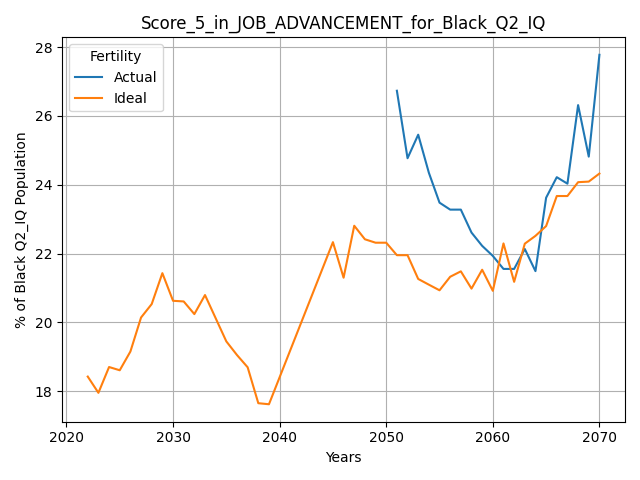 Score_5_in_JOB_ADVANCEMENT_for_Black_Q2_IQ
Fertility
Actual
Ideal
% of Black Q2_IQ Population
28
26
24
22
20
18
2020 2030 2040 2050 2060 2070
Years